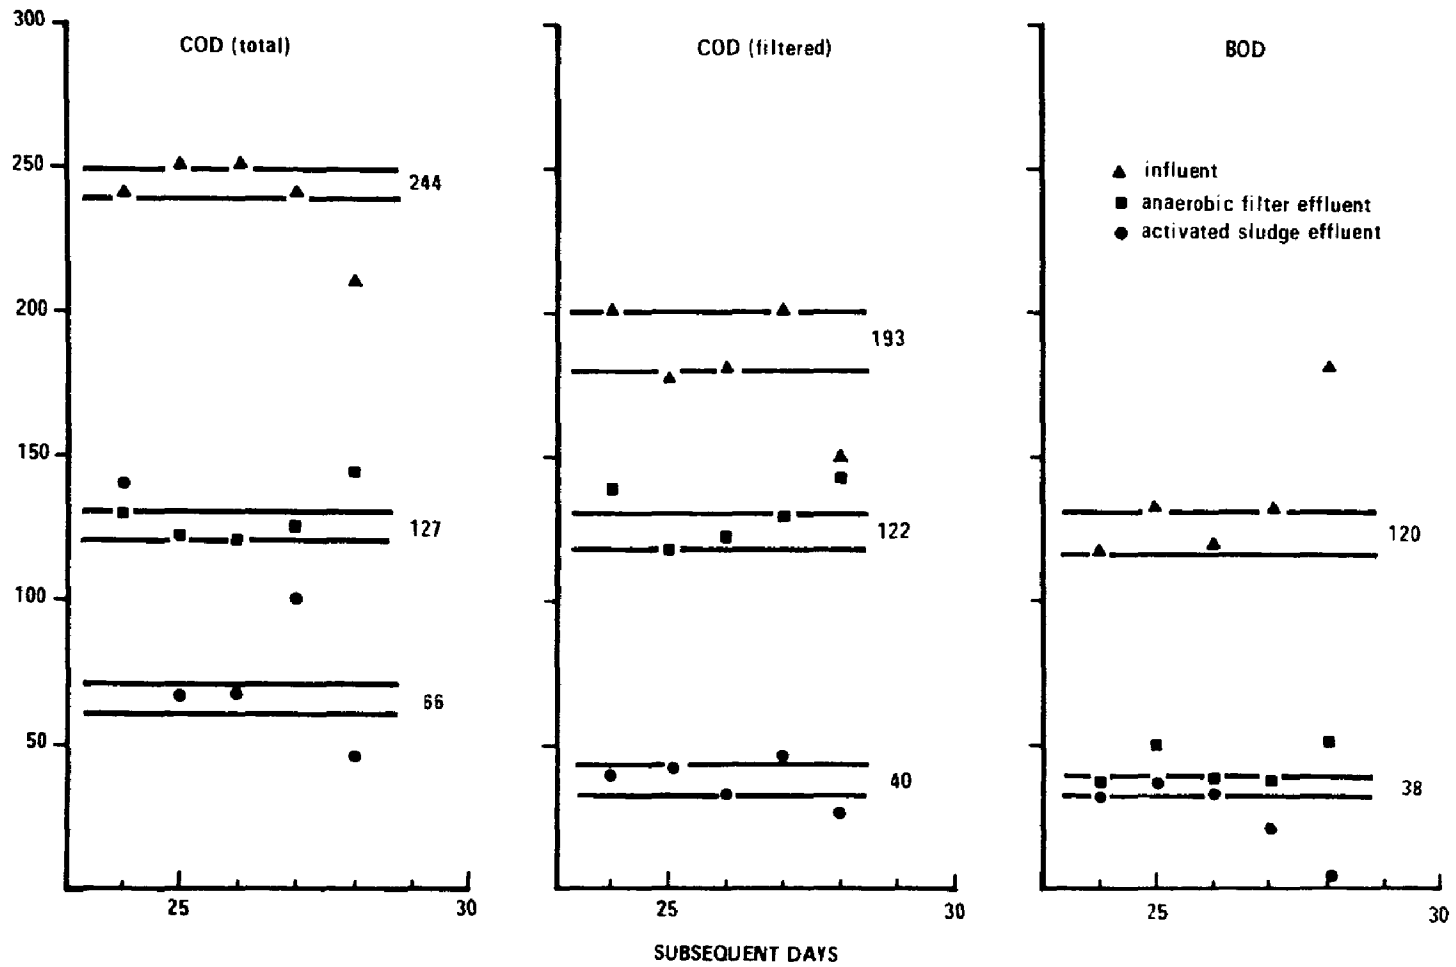 300
COD (total)
COD (filtered)
BOD
250
244
influent
anaerobic filter effluent
activated sludge effluent
200
193
150
127
122
120
100
66
50
40
38
25
30
25
30
25
30
SUBSEQUENT DAYS